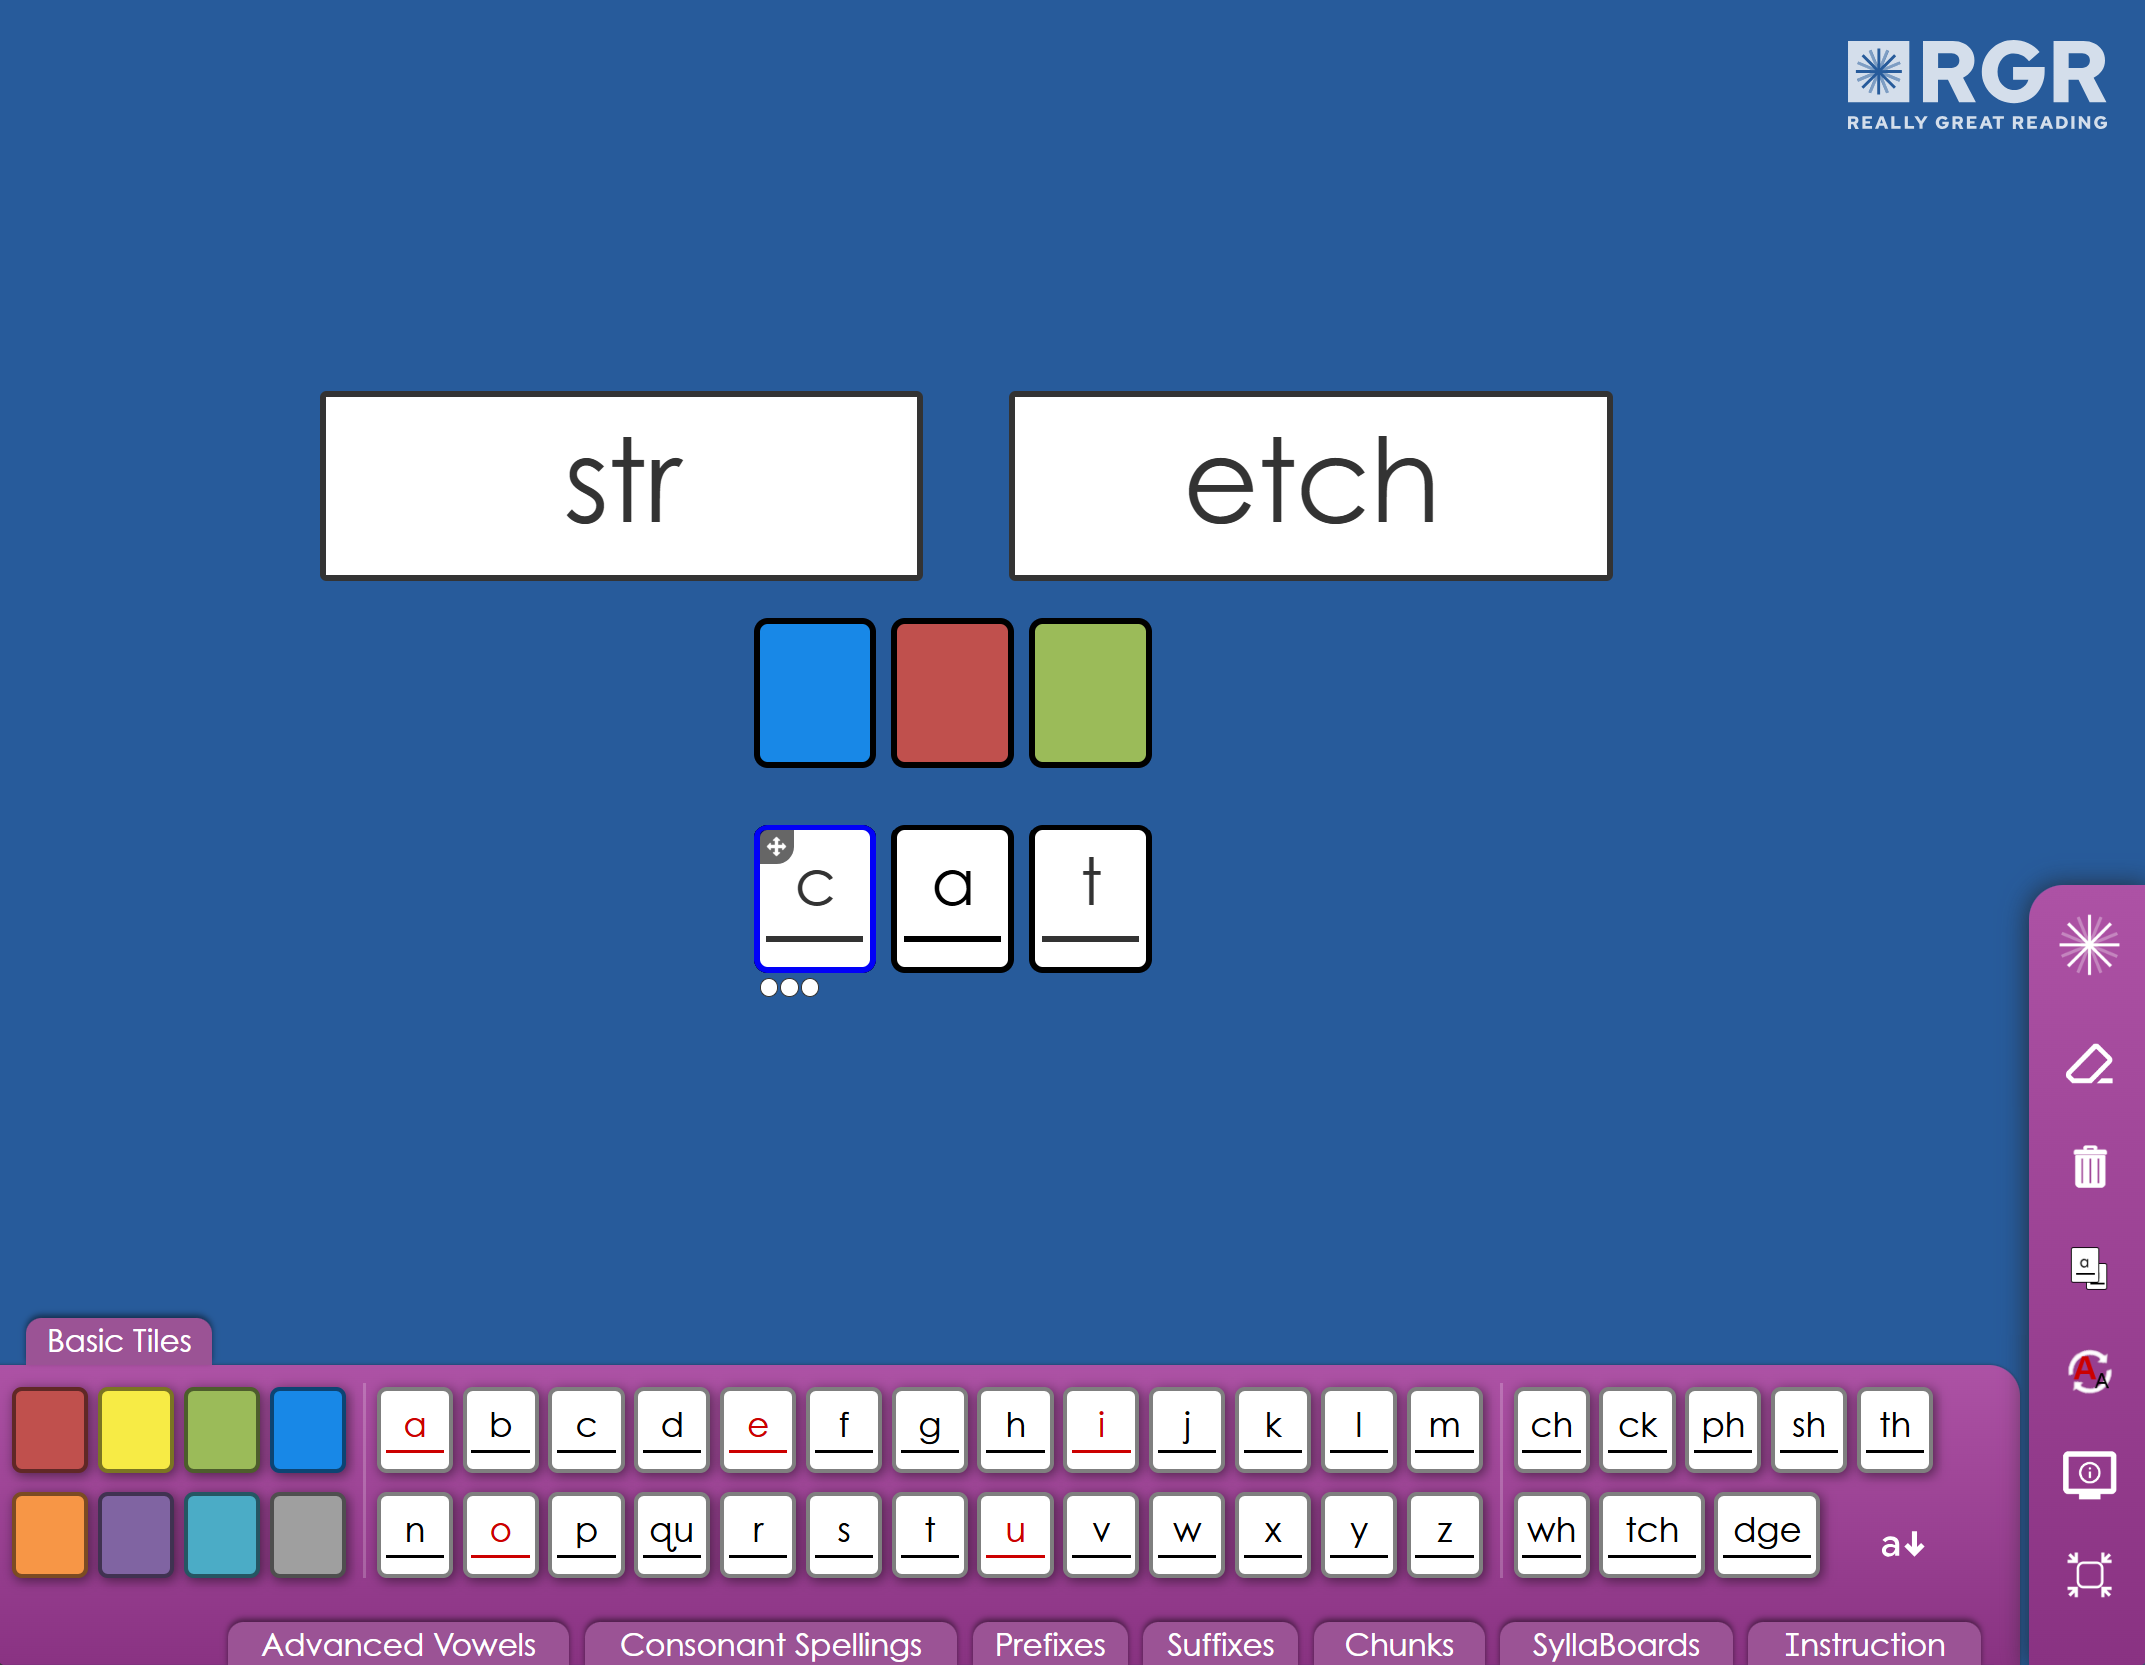 RGR
REALLY GREAT READING
str etch
c a t
Basic Tiles
a b c d e f g h i j k l m ch ck ph sh th
n o p qu r s t u v w x y z wh tch dge a
Advanced Vowels Consonant Spellings Prefixes Suffixes Chunks SyllaBoards Instruction
a
A A
i